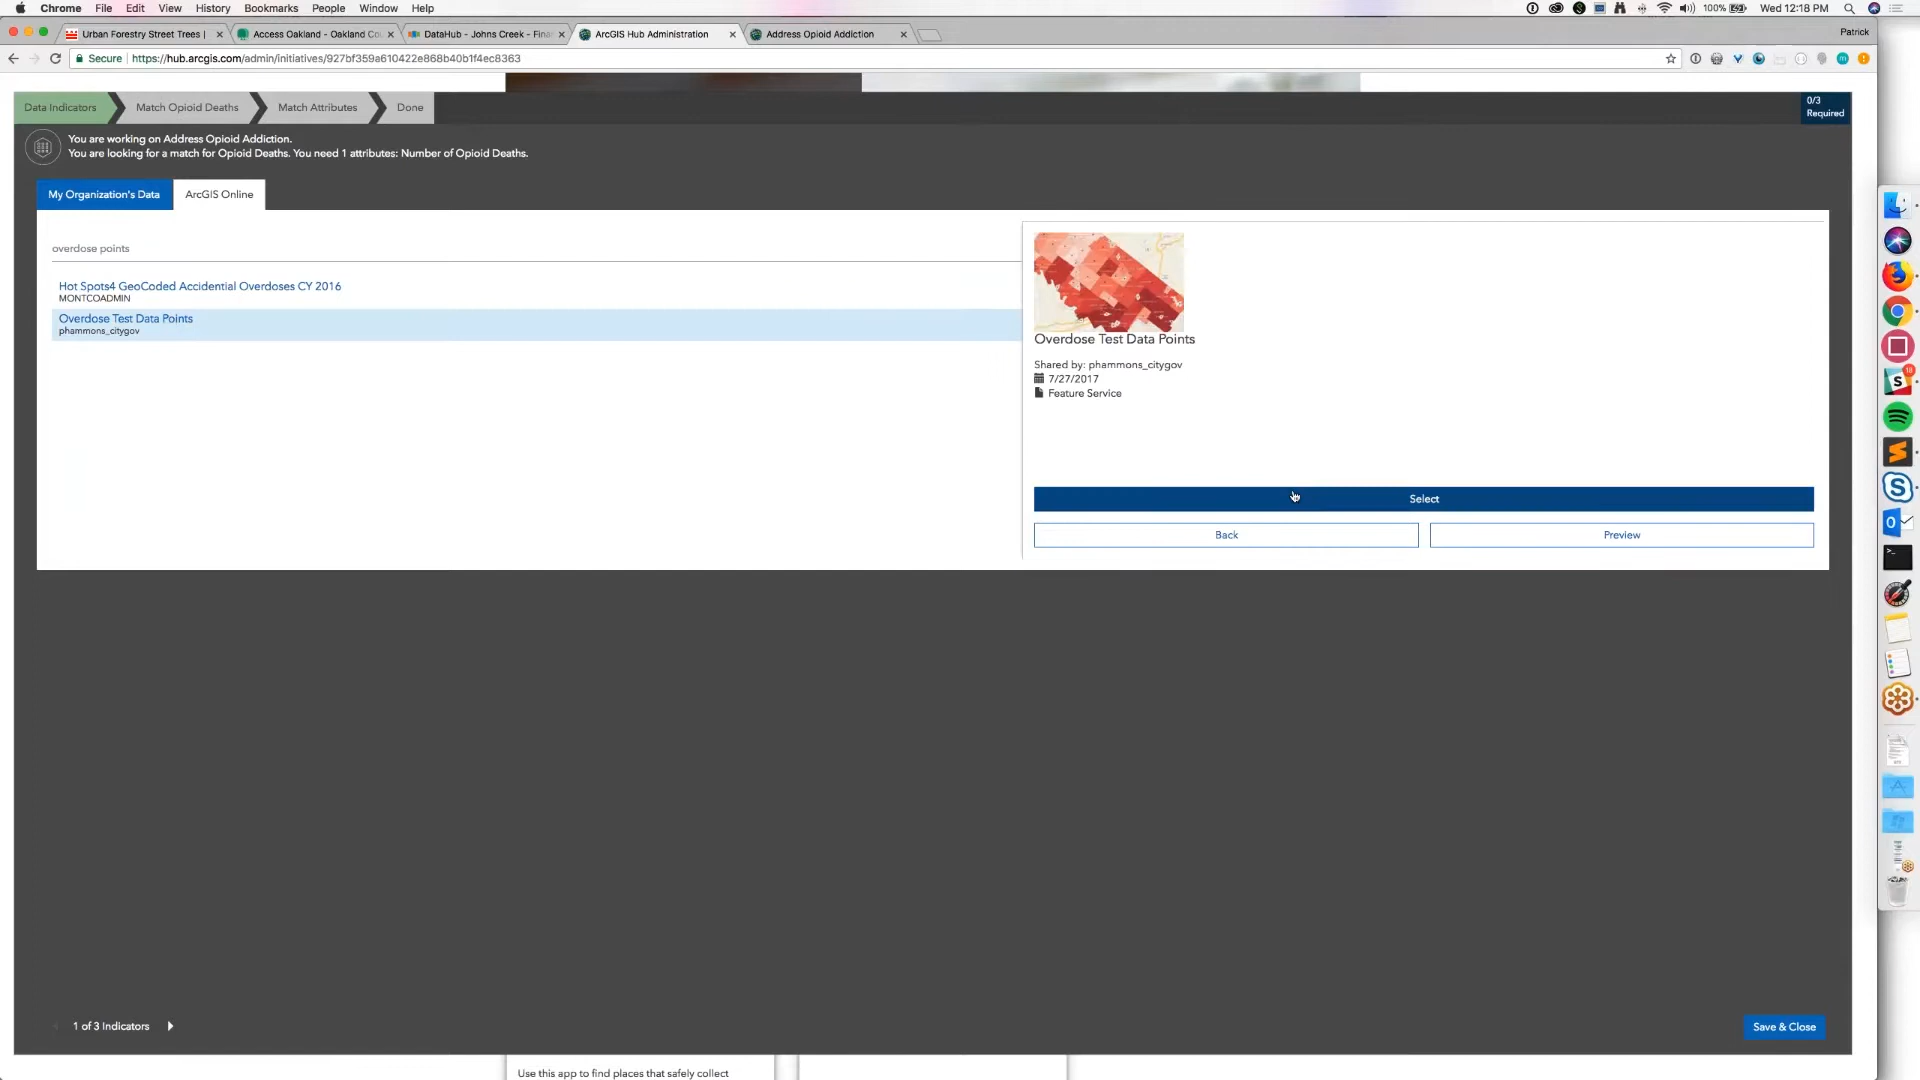 Chrome File Edit View History Bookmarks People Window Help
100% Wed 12:18 PM
Urban Forestry Street Trees |
Access Oakland - Oakland Co
DataHub - Johns Creek - Fina
ArcGIS Hub Administration
Address Opioid Addiction
Patrick
Secure https://hub.arcgis.com/admin/initiatives/927bf359a610422e868b40b1f4ec8363
Data Indicators
Match Opioid Deaths
Match Attributes
Done
0/3
Required
You are working on Address Opioid Addiction.
You are looking for a match for Opioid Deaths. You need 1 attributes: Number of Opioid Deaths.
My Organization's Data
ArcGIS Online
overdose points
Hot Spots4 GeoCoded Accidential Overdoses CY 2016
MONTCOADMIN
Overdose Test Data Points
phammons_citygov
Overdose Test Data Points
Shared by: phammons_citygov
7/27/2017
Feature Service
Select
Back
Preview
18
1 of 3 Indicators
Save & Close
Use this app to find places that safely collect